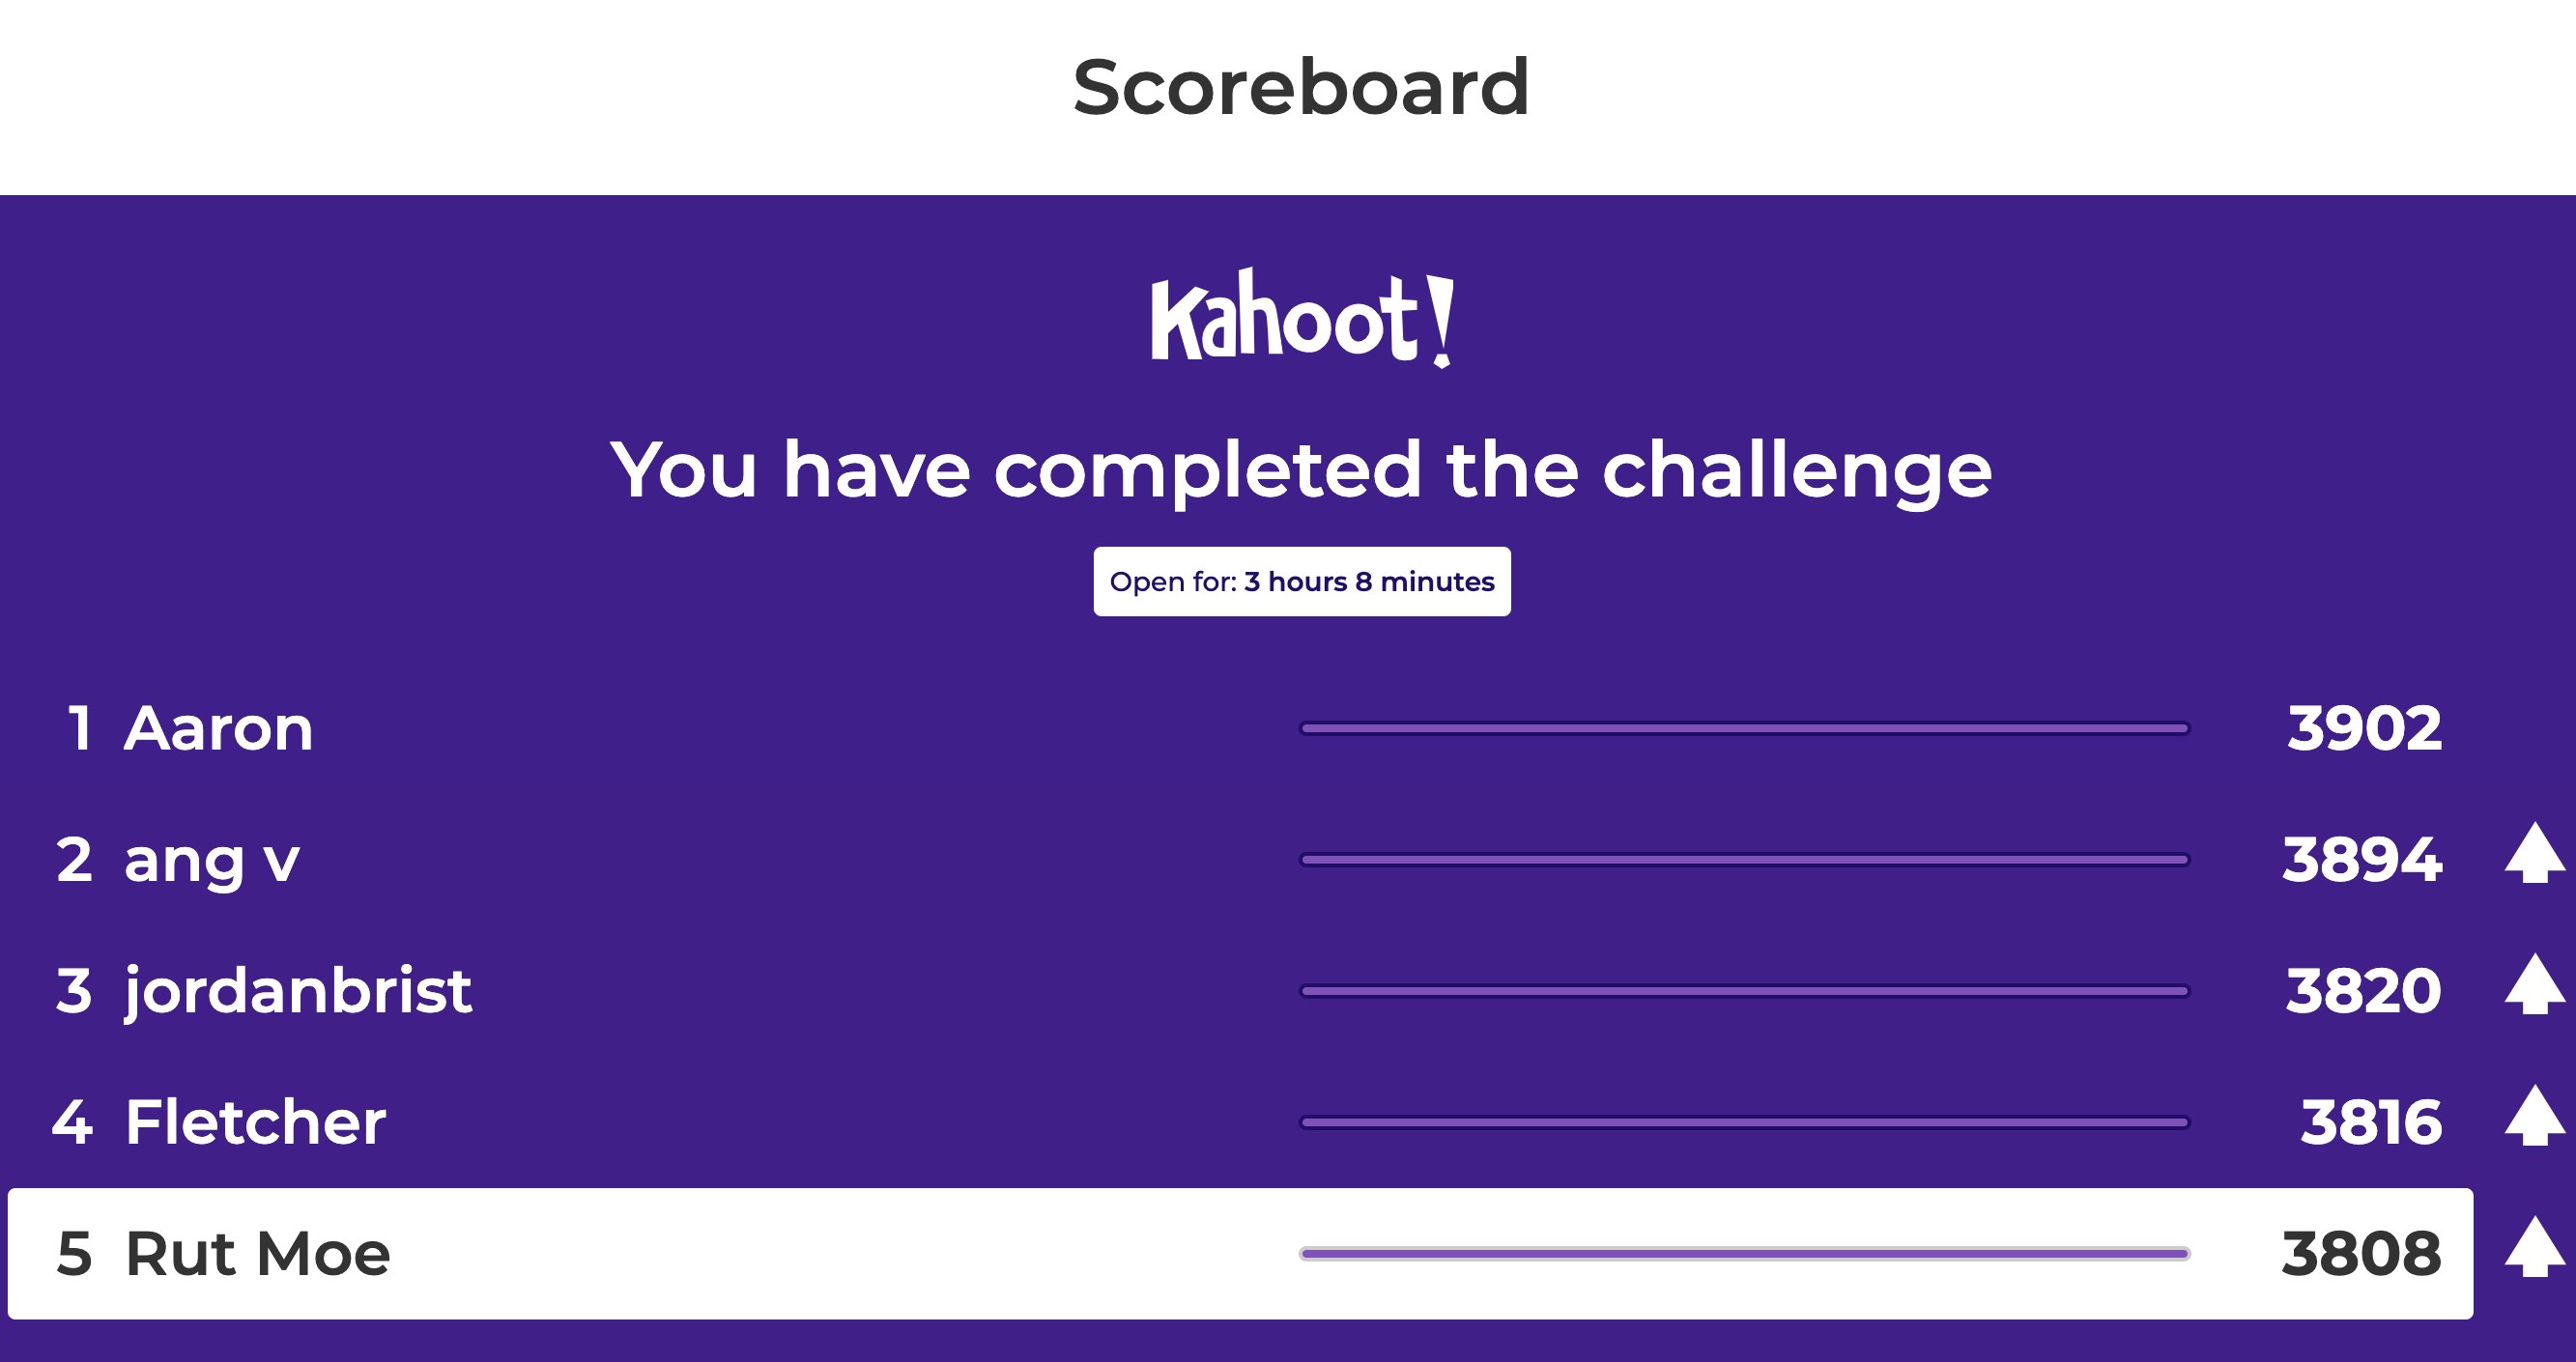 Scoreboard
Kahoot!
You have completed the challenge
Open for: 3 hours 8 minutes
1 Aaron 3902
2 ang v 3894
3 jordanbrist 3820
4 Fletcher 3816
5 Rut Moe 3808